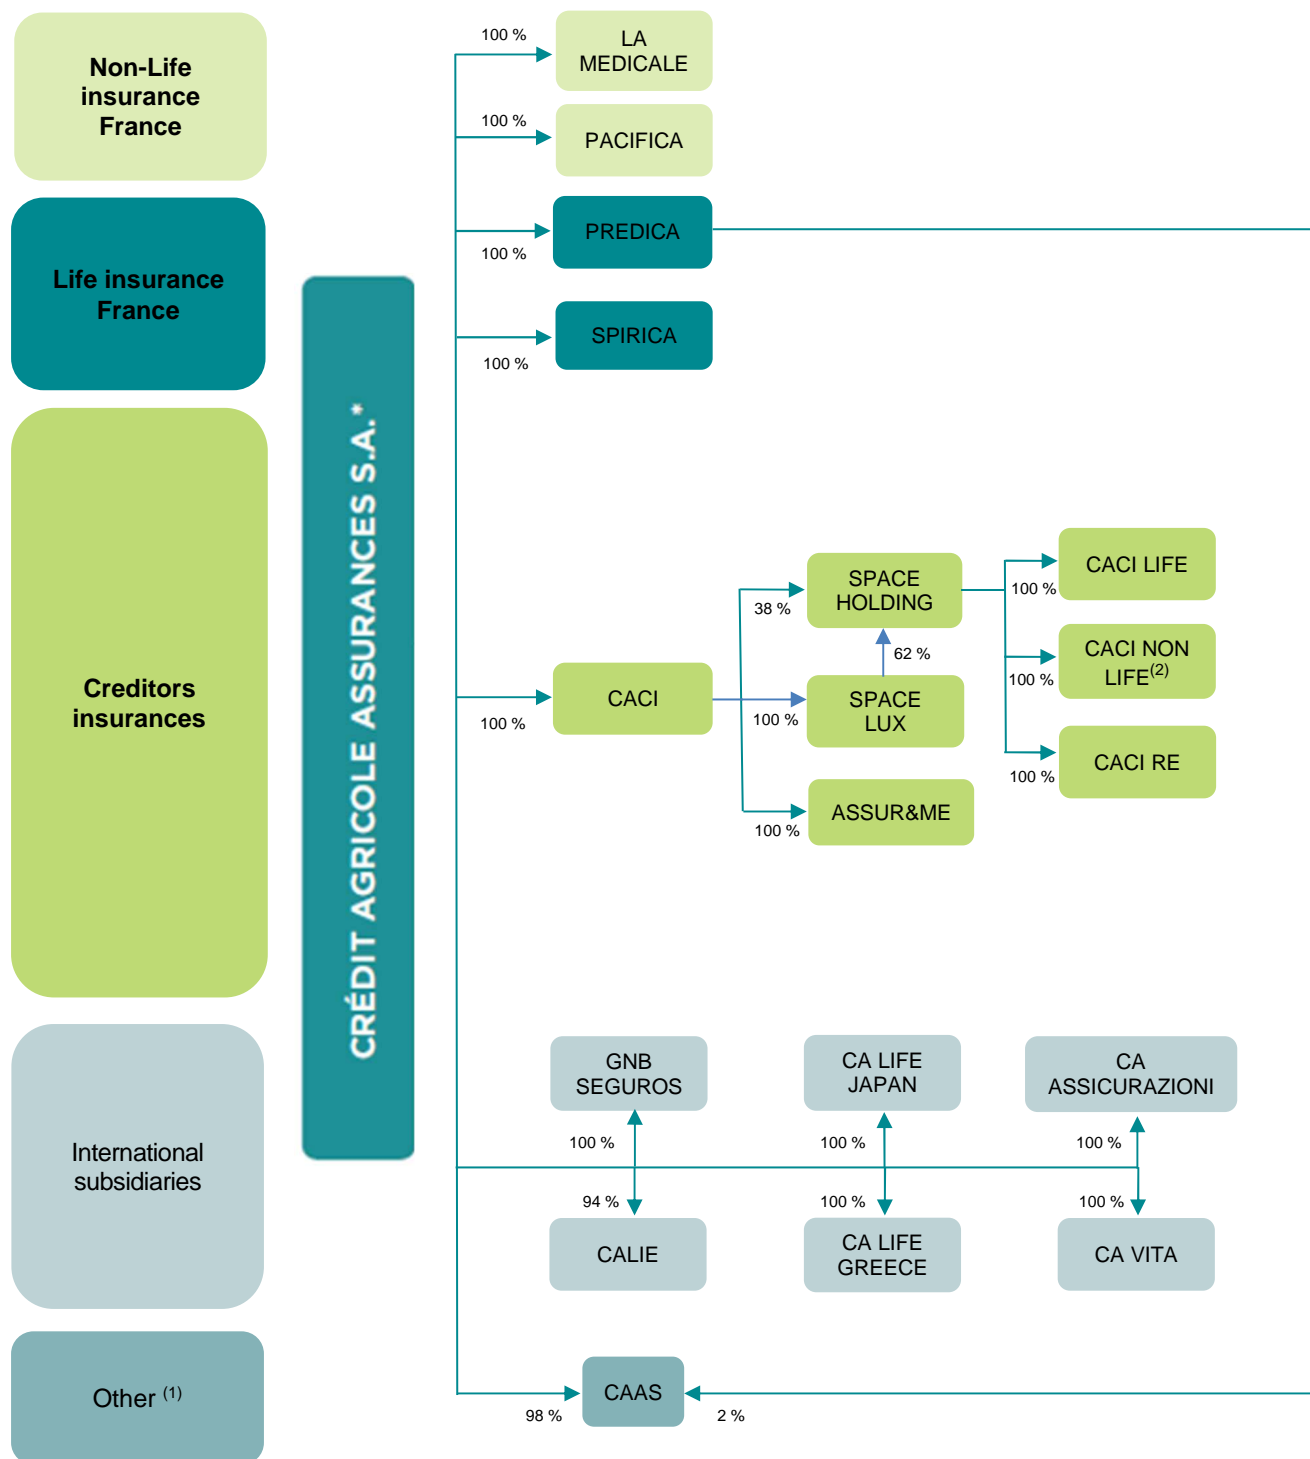 Non-Life
insurance
France
Life insurance
France
Creditors
insurances
International
subsidiaries
Other (1)
CRÉDIT AGRICOLE ASSURANCES S.A.*
100 %
LA
MEDICALE
100 %
PACIFICA
100 %
PREDICA
100 %
SPIRICA
100 %
CACI
38 %
SPACE
HOLDING
62 %
100 %
SPACE
LUX
100 %
ASSUR&ME
100 %
CACI LIFE
100 %
CACI NON
LIFE(2)
100 %
CACI RE
GNB
SEGUROS
CA LIFE
JAPAN
CA
ASSICURAZIONI
100 %
100 %
100 %
94 %
100 %
100 %
CALIE
CA LIFE
GREECE
CA VITA
98 %
CAAS
2 %